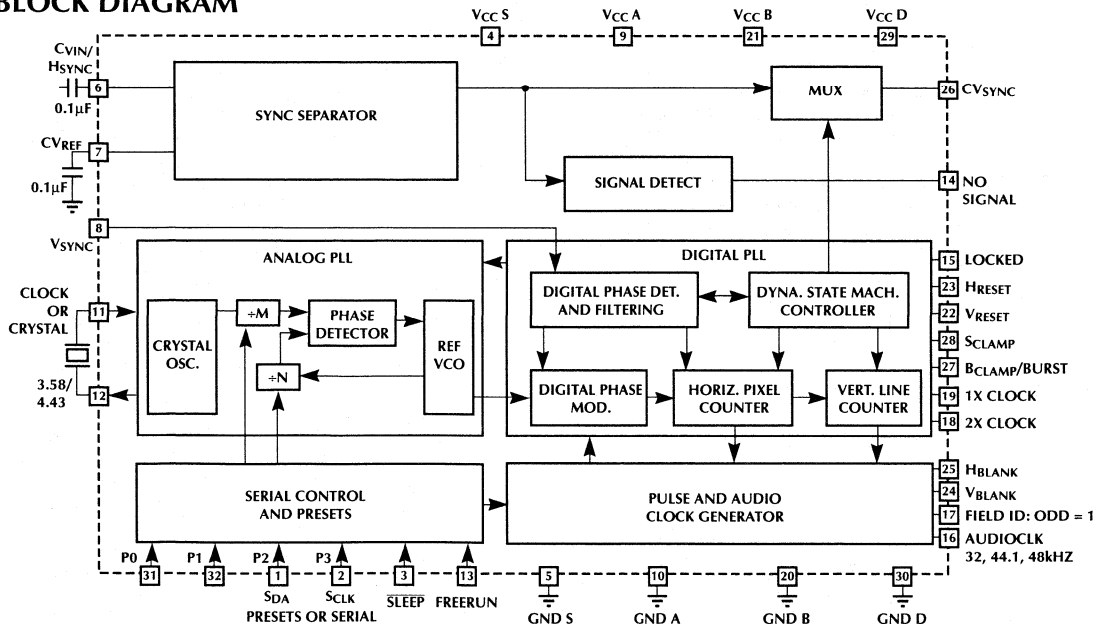 BLOCK DIAGRAM
VCC S
VCC A
VCC B
VCC D
4
9
21
29
CVIN/
HSYNC
6
0.1µF
SYNC SEPARATOR
MUX
26
CVSYNC
CVREF
7
0.1µF
SIGNAL DETECT
14
NO
SIGNAL
8
VSYNC
ANALOG PLL
DIGITAL PLL
15
LOCKED
23
HRESET
22
VRESET
28
SCLAMP
27
BCLAMP/BURST
19
1X CLOCK
18
2X CLOCK
CLOCK
OR
CRYSTAL
11
3.58/
4.43
12
CRYSTAL
OSC.
÷M
PHASE
DETECTOR
÷N
REF
VCO
DIGITAL PHASE DET.
AND FILTERING
DYNA. STATE MACH.
CONTROLLER
DIGITAL PHASE
MOD.
HORIZ. PIXEL
COUNTER
VERT. LINE
COUNTER
SERIAL CONTROL
AND PRESETS
PULSE AND AUDIO
CLOCK GENERATOR
25
HBLANK
24
VBLANK
17
FIELD ID: ODD = 1
16
AUDIOCLK
32, 44.1, 48kHZ
P0
P1
P2
P3
31
32
1
2
3
13
5
10
20
30
SDA
SCLK
SLEEP
FREERUN
PRESETS OR SERIAL
GND S
GND A
GND B
GND D